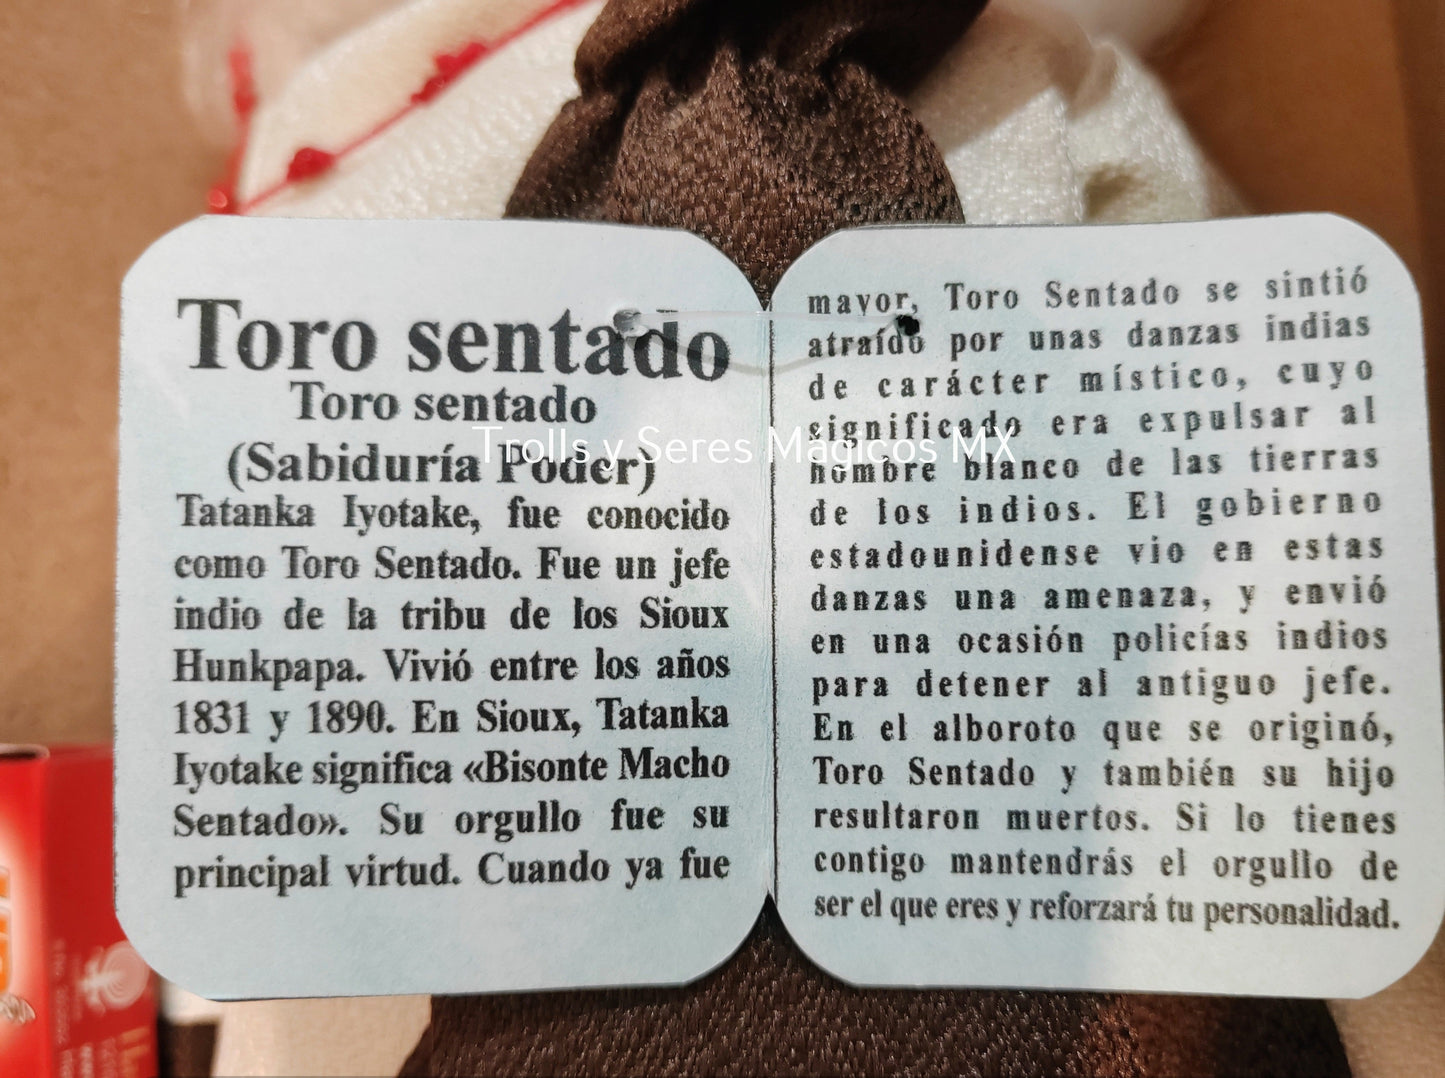 Toro sentado
Toro sentado
(Sabiduría Poder)
Tatanka Iyotake, fue conocido
como Toro Sentado. Fue un jefe
indio de la tribu de los Sioux
Hunkpapa. Vivió entre los años
1831 y 1890. En Sioux, Tatanka
Iyotake significa «Bisonte Macho
Sentado». Su orgullo fue su
principal virtud. Cuando ya fue
mayor, Toro Sentado se sintió
atraído por unas danzas indias
de carácter místico, cuyo
significado era expulsar al
hombre blanco de las tierras
de los indios. El gobierno
estadounidense vio en estas
danzas una amenaza, y envió
en una ocasión policías indios
para detener al antiguo jefe.
En el alboroto que se originó,
Toro Sentado y también su hijo
resultaron muertos. Si lo tienes
contigo mantendrás el orgullo de
ser el que eres y reforzará tu personalidad.
Trolls y Seres Magicos MX